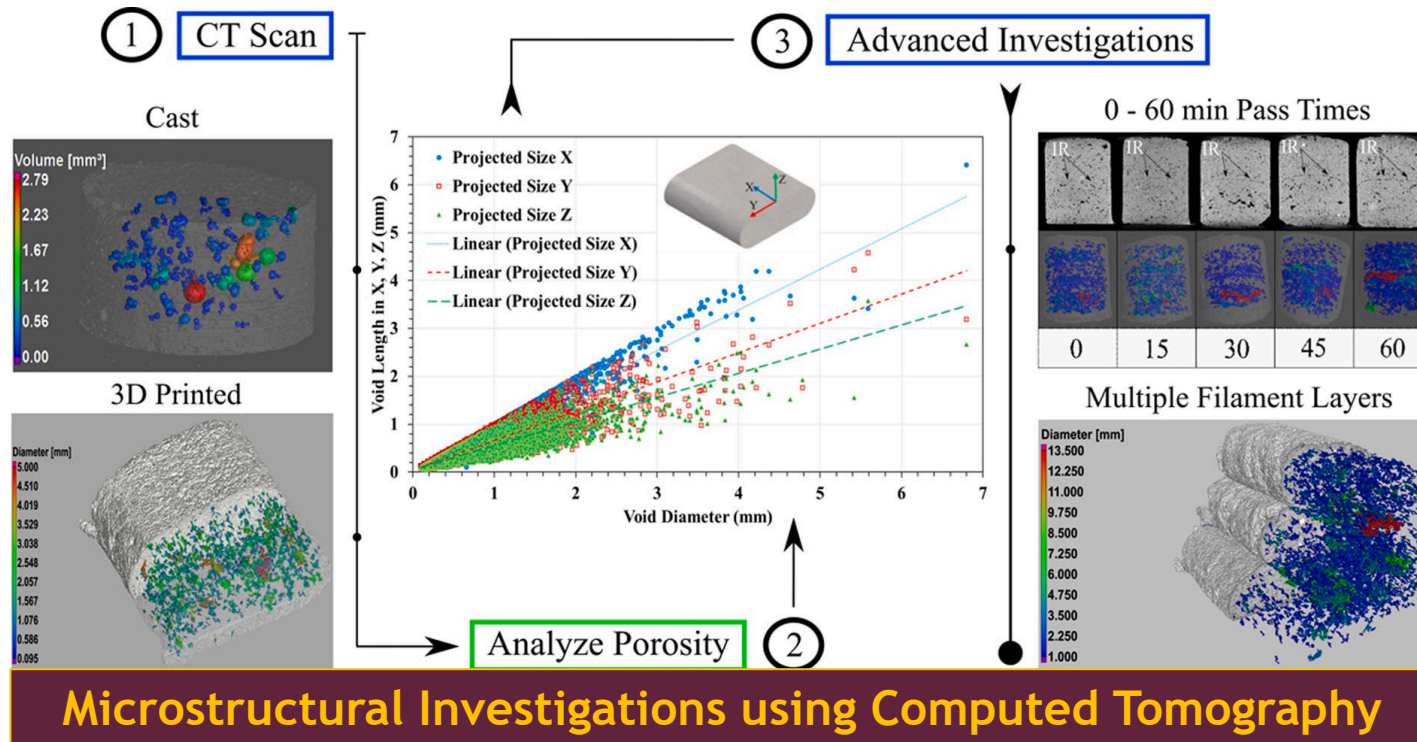 1
CT Scan
3
Advanced Investigations
Cast
Volume [mm³]
2.79
2.23
1.67
1.12
0.56
0.00
3D Printed
Diameter [mm]
5.000
4.510
4.019
3.529
3.038
2.548
2.057
1.567
1.076
0.586
0.095
Void Length in X, Y, Z (mm)
7
6
5
4
3
2
1
0
Projected Size X
Projected Size Y
Projected Size Z
Linear (Projected Size X)
Linear (Projected Size Y)
Linear (Projected Size Z)
X
Z
Y
0 1 2 3 4 5 6 7
Void Diameter (mm)
Analyze Porosity
2
0 - 60 min Pass Times
IR IR IR IR IR
0 15 30 45 60
Multiple Filament Layers
Diameter [mm]
13.500
12.250
11.000
9.750
8.500
7.250
6.000
4.750
3.500
2.250
1.000
Microstructural Investigations using Computed Tomography